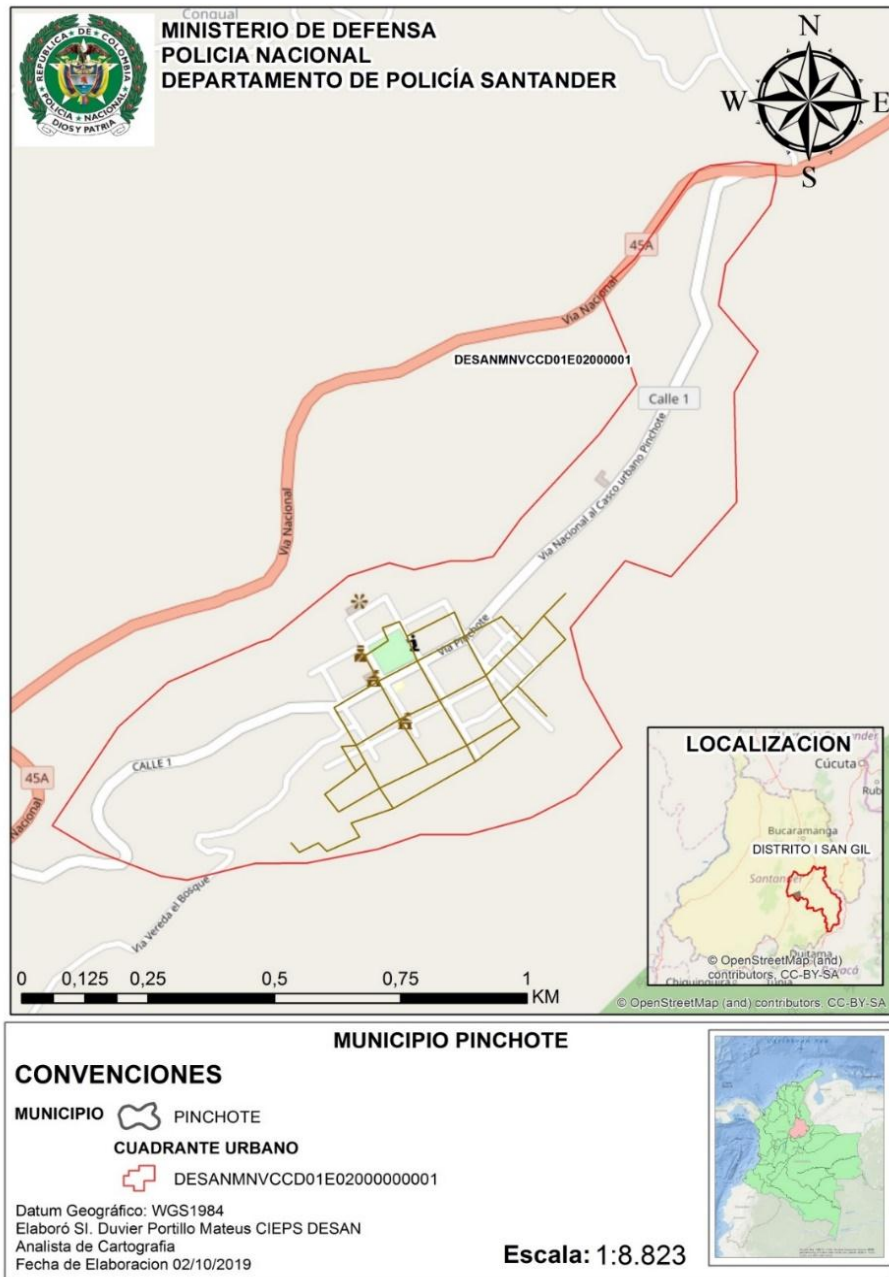 Congual
MINISTERIO DE DEFENSA
POLICIA NACIONAL
DEPARTAMENTO DE POLICÍA SANTANDER
REPUBLICA DE COLOMBIA
POLICIA NACIONAL
DIOS Y PATRIA
N
W
E
S
45A
Via Nacional
DESANMNVCCD01E02000001
Calle 1
Via Nacional al Casco urbano Pinchote
Via Nacional
Via Pinchote
CALLE 1
45A
Nacional
Via Vereda el Bosque
LOCALIZACION
Cúcuta
Bucaramanga
DISTRITO I SAN GIL
Santander
Duitama
© OpenStreetMap (and)
contributors, CC-BY-SA
Chiquinquirá
Tunja
0 0,125 0,25 0,5 0,75 1
KM
© OpenStreetMap (and) contributors, CC-BY-SA
MUNICIPIO PINCHOTE
CONVENCIONES
MUNICIPIO PINCHOTE
CUADRANTE URBANO
DESANMNVCCD01E02000000001
Datum Geográfico: WGS1984
Elaboró SI. Duvier Portillo Mateus CIEPS DESAN
Analista de Cartografia
Fecha de Elaboracion 02/10/2019
Escala: 1:8.823